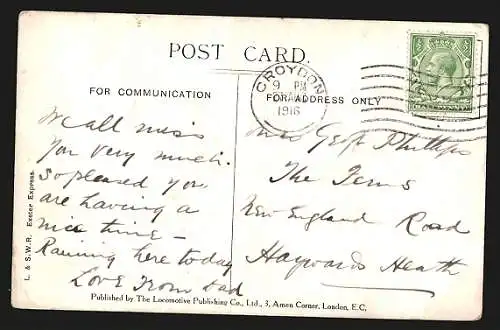 POST CARD.
FOR COMMUNICATION
FOR ADDRESS ONLY
CROYDON
9 PM
1916
We all miss
you very much.
So pleased you
are having a
nice time –
Raining here today
Love from Dad
Geoff Phillips
The Ferns
New England Road
Haywards Heath
L. & S.W.R. Exeter Express.
Published by The Locomotive Publishing Co., Ltd., 3, Amen Corner, London, E.C.